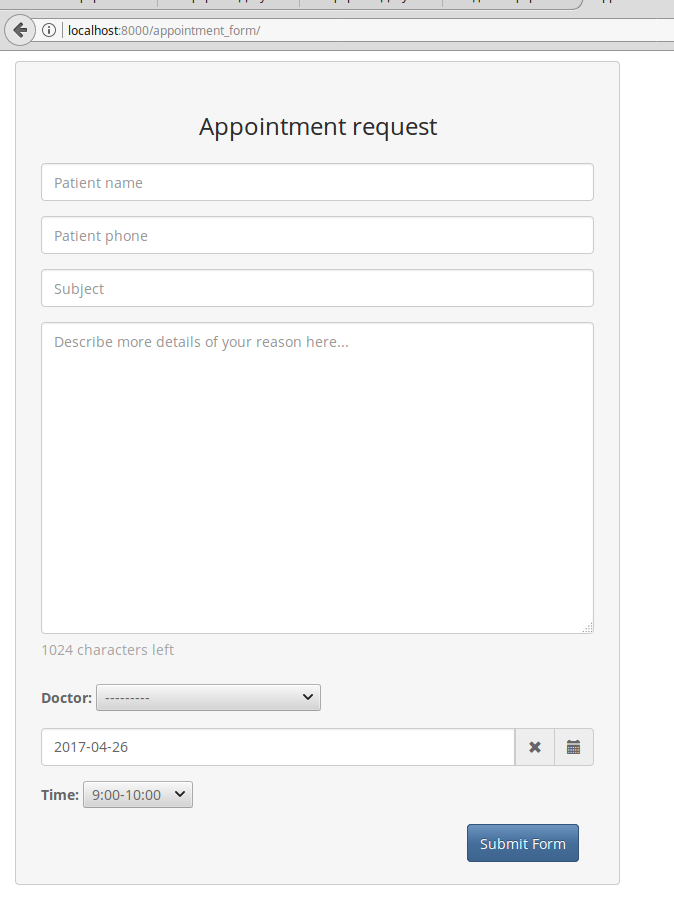 localhost:8000/appointment_form/
Appointment request
Patient name
Patient phone
Subject
Describe more details of your reason here...
1024 characters left
Doctor: ---------
2017-04-26
Time: 9:00-10:00
Submit Form